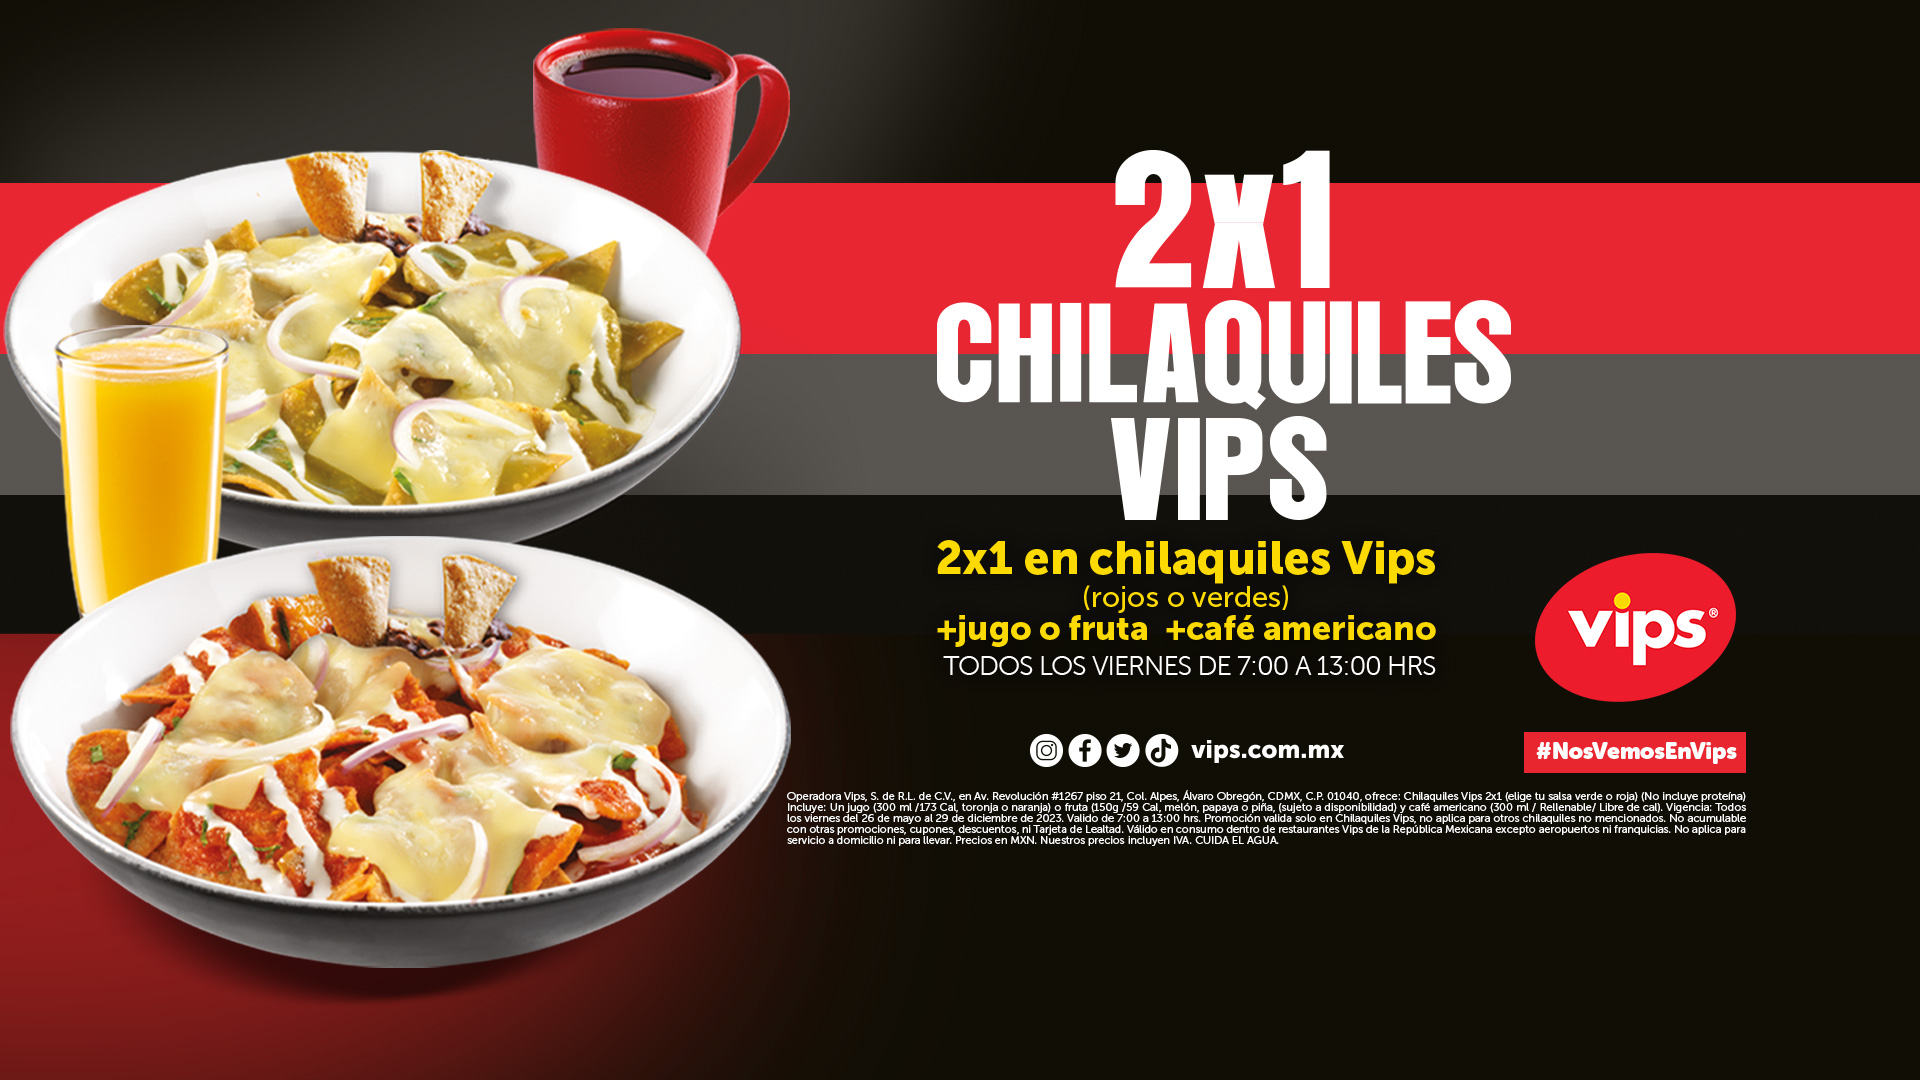 2x1
CHILAQUILES
VIPS
2x1 en chilaquiles Vips
(rojos o verdes)
+jugo o fruta +café americano
TODOS LOS VIERNES DE 7:00 A 13:00 HRS
vips®
vips.com.mx
#NosVemosEnVips
Operadora Vips, S. de R.L. de C.V., en Av. Revolución #1267 piso 21, Col. Alpes, Álvaro Obregón, CDMX, C.P. 01040, ofrece: Chilaquiles Vips 2x1 (elige tu salsa verde o roja) (No incluye proteína)
Incluye: Un jugo (300 ml /173 Cal, toronja o naranja) o fruta (150g /59 Cal, melón, papaya o piña, (sujeto a disponibilidad) y café americano (300 ml / Rellenable/ Libre de cal). Vigencia: Todos
los viernes del 26 de mayo al 29 de diciembre de 2023. Valido de 7:00 a 13:00 hrs. Promoción valida solo en Chilaquiles Vips, no aplica para otros chilaquiles no mencionados. No acumulable
con otras promociones, cupones, descuentos, ni Tarjeta de Lealtad. Válido en consumo dentro de restaurantes Vips de la República Mexicana excepto aeropuertos ni franquicias. No aplica para
servicio a domicilio ni para llevar. Precios en MXN. Nuestros precios incluyen IVA. CUIDA EL AGUA.